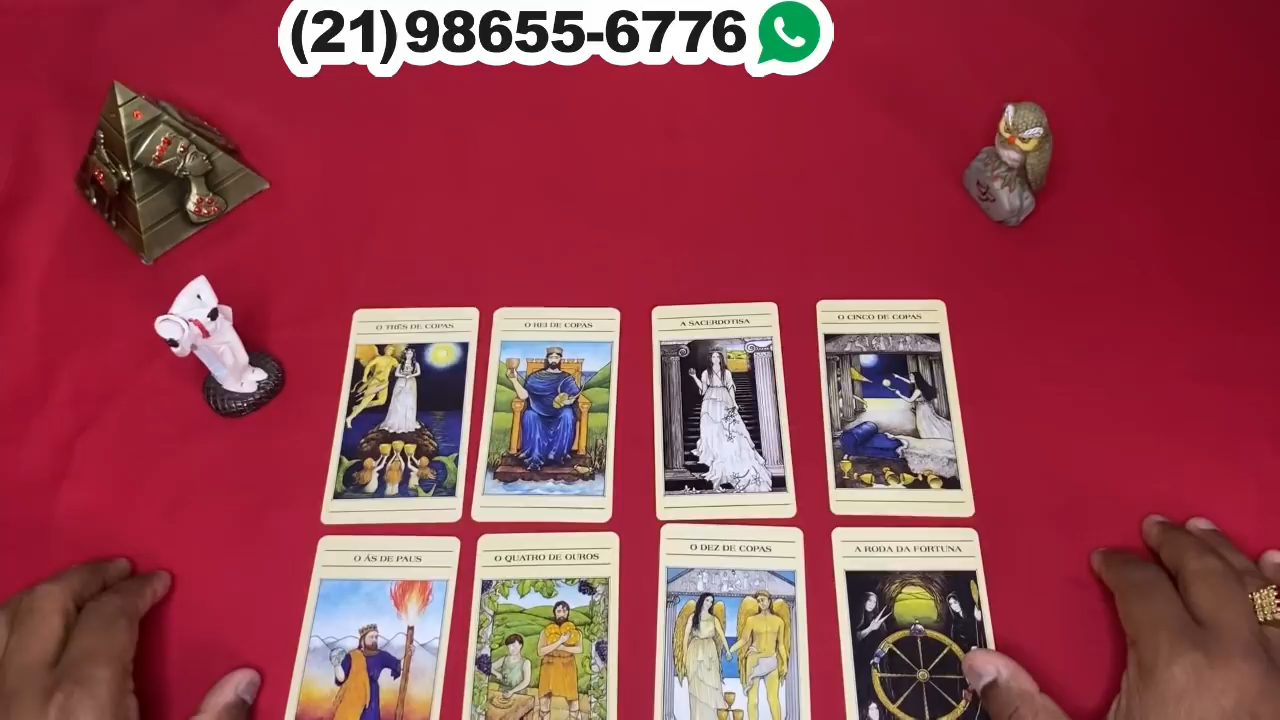 (21)98655-6776
O TRÊS DE COPAS
O REI DE COPAS
A SACERDOTISA
O CINCO DE COPAS
O ÁS DE PAUS
O QUATRO DE OUROS
O DEZ DE COPAS
A RODA DA FORTUNA